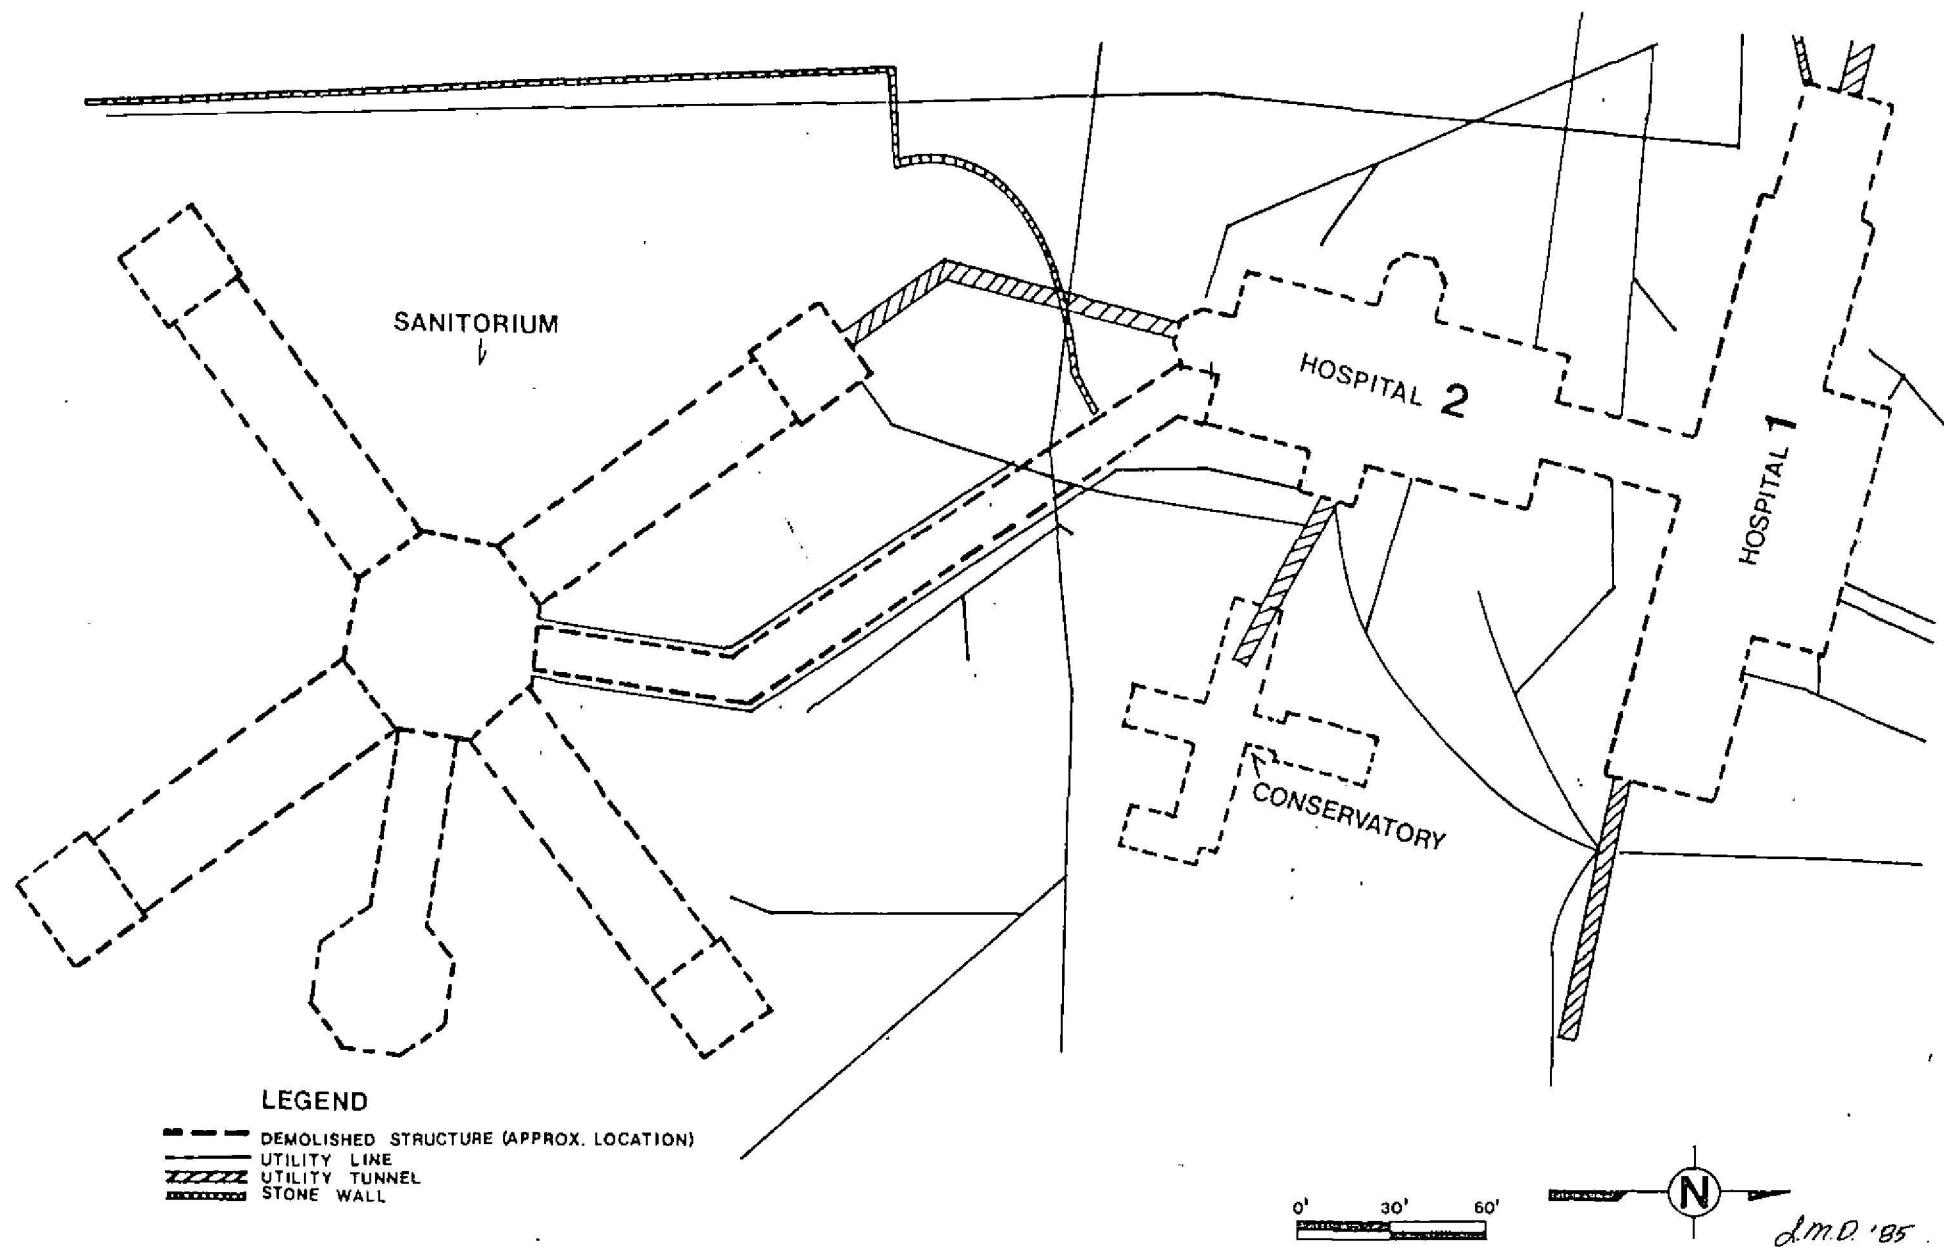 SANITORIUM
HOSPITAL 2
HOSPITAL 1
CONSERVATORY
LEGEND
DEMOLISHED STRUCTURE (APPROX. LOCATION)
UTILITY LINE
UTILITY TUNNEL
STONE WALL
0' 30' 60'
N
J.M.D. '85